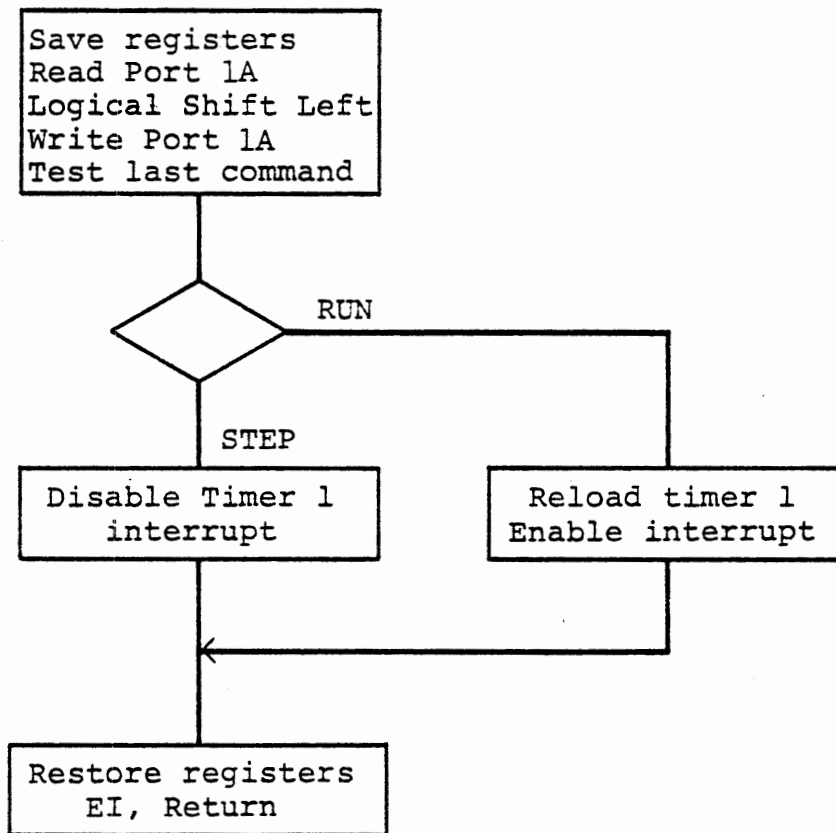 Save registers
Read Port 1A
Logical Shift Left
Write Port 1A
Test last command
RUN
STEP
Disable Timer 1
interrupt
Reload timer 1
Enable interrupt
Restore registers
EI, Return